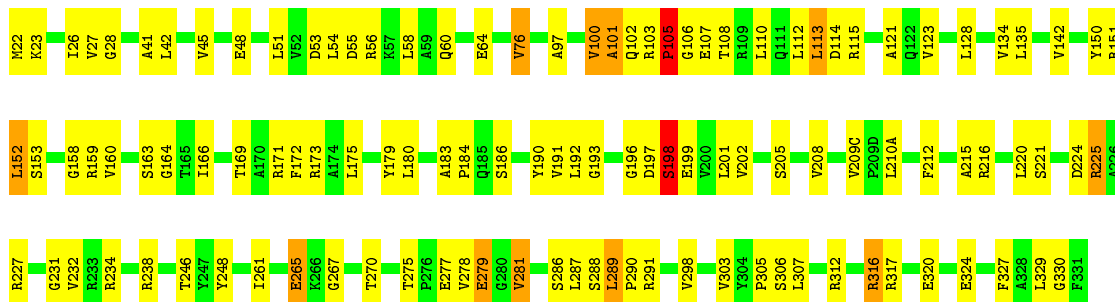 M22 K23 I26 V27 G28 A41 L42 V45 E48 L51 V52 D53 L54 D55 R56 K57 L58 A59 Q60 E64 V76 A97 V100 A101 Q102 R103 P105 G106 E107 T108 R109 L110 Q111 L112 L113 D114 R115 A121 Q122 V123 L128 V134 L135 V142 Y150 R151
L152 S153 G158 R159 V160 S163 G164 T165 I166 T169 A170 R171 F172 R173 A174 L175 Y179 L180 A183 P184 Q185 S186 Y190 V191 L192 G193 G196 D197 S198 E199 V200 L201 V202 S205 V208 V209C P209D L210A F212 A215 R216 L220 S221 D224 R225 A226
R227 G231 V232 R233 R234 R238 T246 Y247 Y248 I261 E265 K266 G267 T270 T275 P276 E277 V278 E279 G280 V281 S286 L287 S288 L289 P290 R291 V298 V303 Y304 P305 S306 L307 R312 R316 R317 E320 E324 F327 A328 L329 G330 F331